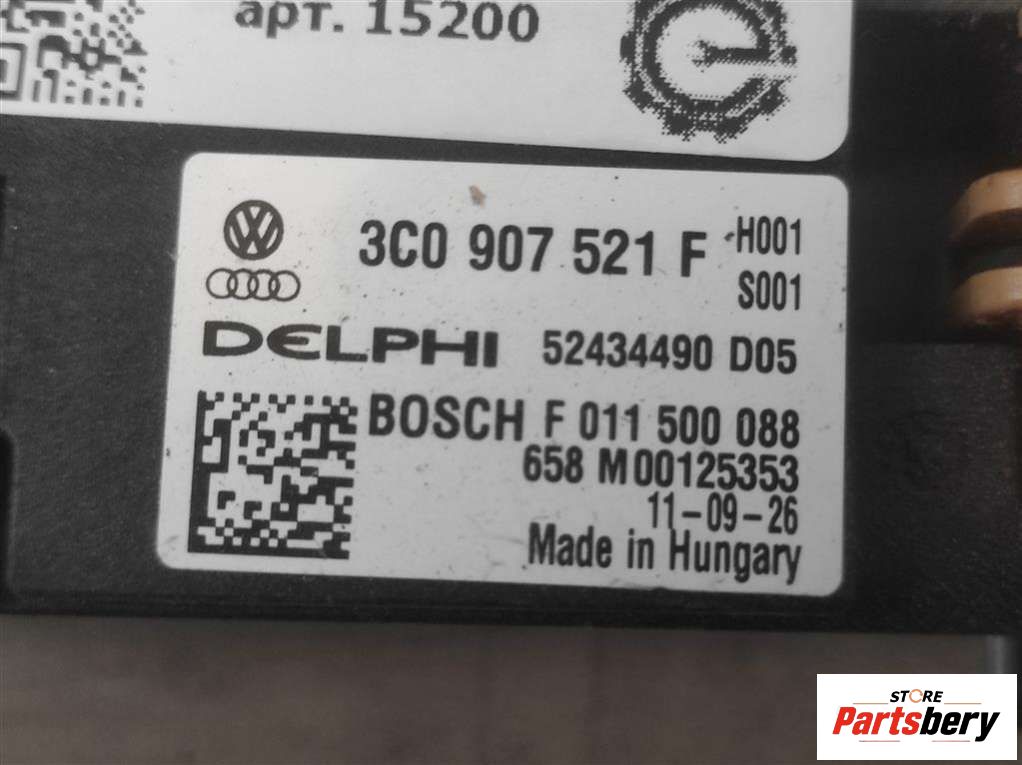 арт. 15200
3C0 907 521 F H001
S001
DELPHI 52434490 D05
BOSCH F 011 500 088
658 M00125353
11-09-26
Made in Hungary
STORE
Partsbery